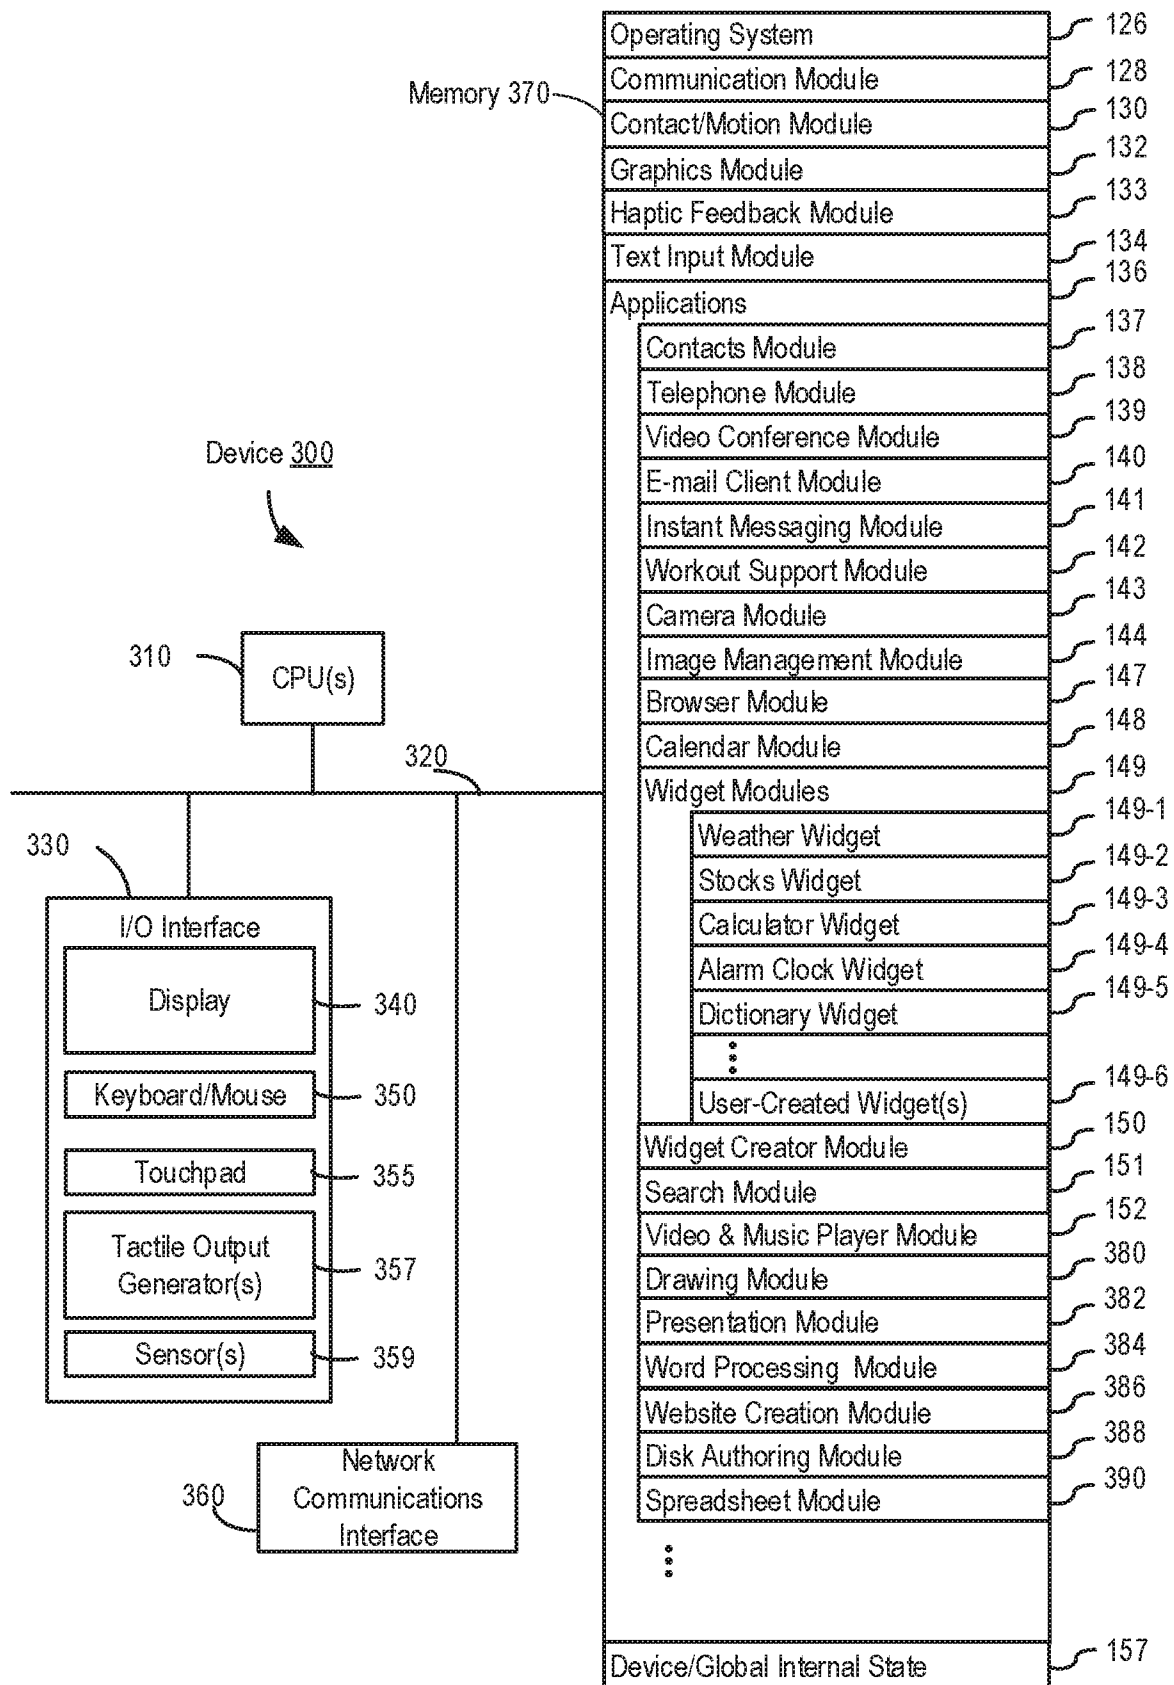 Device 300
310
CPU(s)
320
330
I/O Interface
Display
340
Keyboard/Mouse
350
Touchpad
355
Tactile Output
Generator(s)
357
Sensor(s)
359
360
Network
Communications
Interface
Memory 370
Operating System
126
Communication Module
128
Contact/Motion Module
130
Graphics Module
132
Haptic Feedback Module
133
Text Input Module
134
Applications
136
Contacts Module
137
Telephone Module
138
Video Conference Module
139
E-mail Client Module
140
Instant Messaging Module
141
Workout Support Module
142
Camera Module
143
Image Management Module
144
Browser Module
147
Calendar Module
148
Widget Modules
149
Weather Widget
149-1
Stocks Widget
149-2
Calculator Widget
149-3
Alarm Clock Widget
149-4
Dictionary Widget
149-5
User-Created Widget(s)
149-6
Widget Creator Module
150
Search Module
151
Video & Music Player Module
152
Drawing Module
380
Presentation Module
382
Word Processing Module
384
Website Creation Module
386
Disk Authoring Module
388
Spreadsheet Module
390
Device/Global Internal State
157